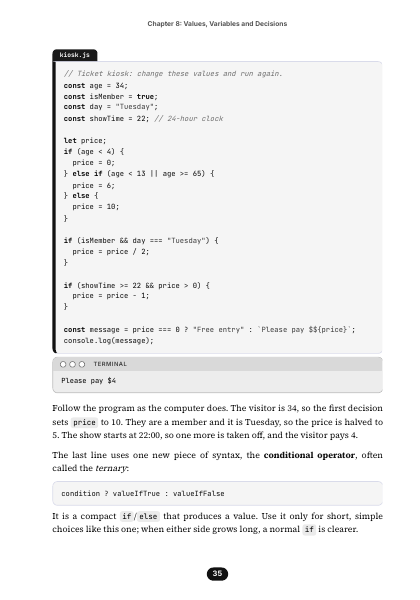 Chapter 8: Values, Variables and Decisions
kiosk.js
// Ticket kiosk: change these values and run again.
const age = 34;
const isMember = true;
const day = "Tuesday";
const showTime = 22; // 24-hour clock
let price;
if (age < 4) {
  price = 0;
} else if (age < 13 || age >= 65) {
  price = 6;
} else {
  price = 10;
}
if (isMember && day === "Tuesday") {
  price = price / 2;
}
if (showTime >= 22 && price > 0) {
  price = price - 1;
}
const message = price === 0 ? "Free entry" : `Please pay $${price}`;
console.log(message);
TERMINAL
Please pay $4
Follow the program as the computer does. The visitor is 34, so the first decision
sets price to 10. They are a member and it is Tuesday, so the price is halved to
5. The show starts at 22:00, so one more is taken off, and the visitor pays 4.
The last line uses one new piece of syntax, the conditional operator, often
called the ternary:
condition ? valueIfTrue : valueIfFalse
It is a compact if/else that produces a value. Use it only for short, simple
choices like this one; when either side grows long, a normal if is clearer.
35